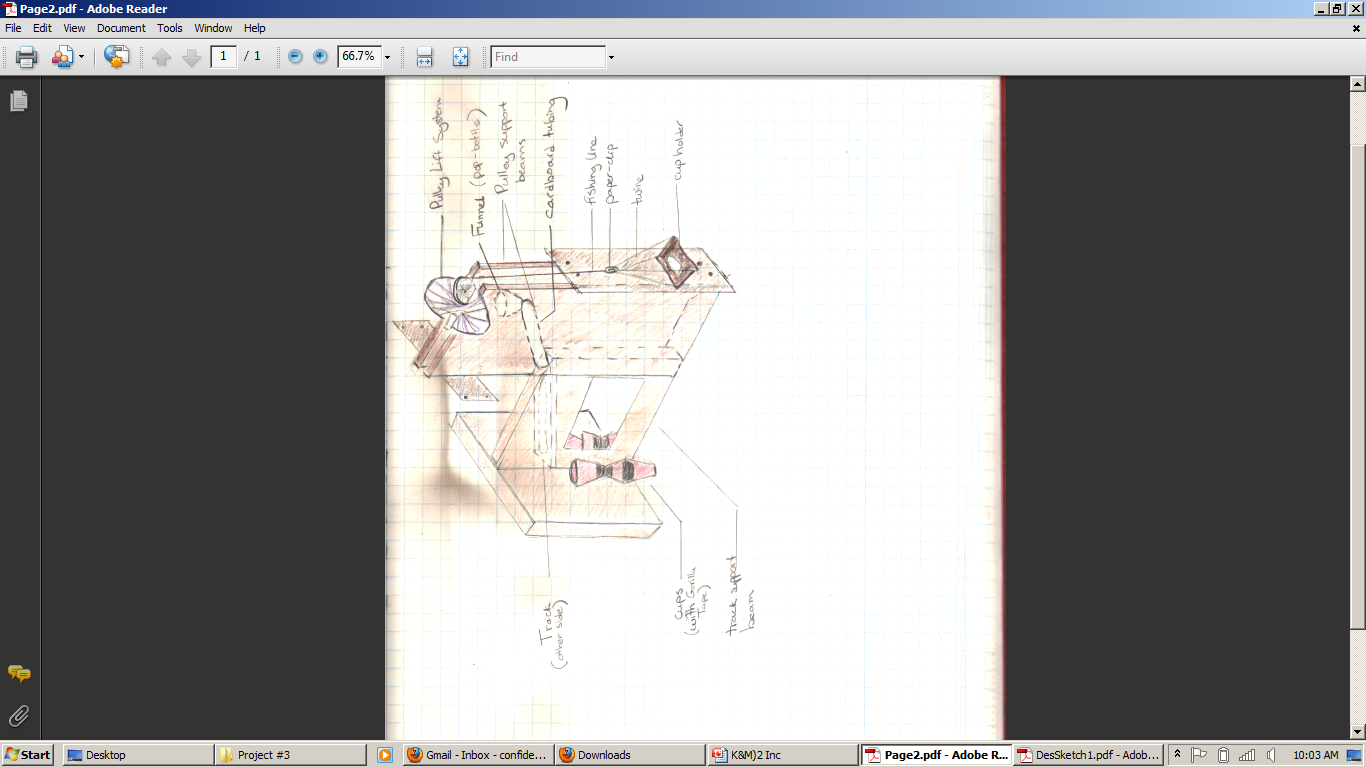 Page2.pdf - Adobe Reader
File Edit View Document Tools Window Help
1 / 1 66.7% Find
Pulley Lift System
Funnel (pop-bottle)
Pulley support
beams
cardboard tubing
fishing line
paper-clip
twine
cup holder
Track
(other side)
cups
(with Gorilla
Tape)
track support
beam
Start Desktop Project #3 Gmail - Inbox - confide... Downloads K&M)2 Inc Page2.pdf - Adobe R... DesSketch1.pdf - Adob... 10:03 AM